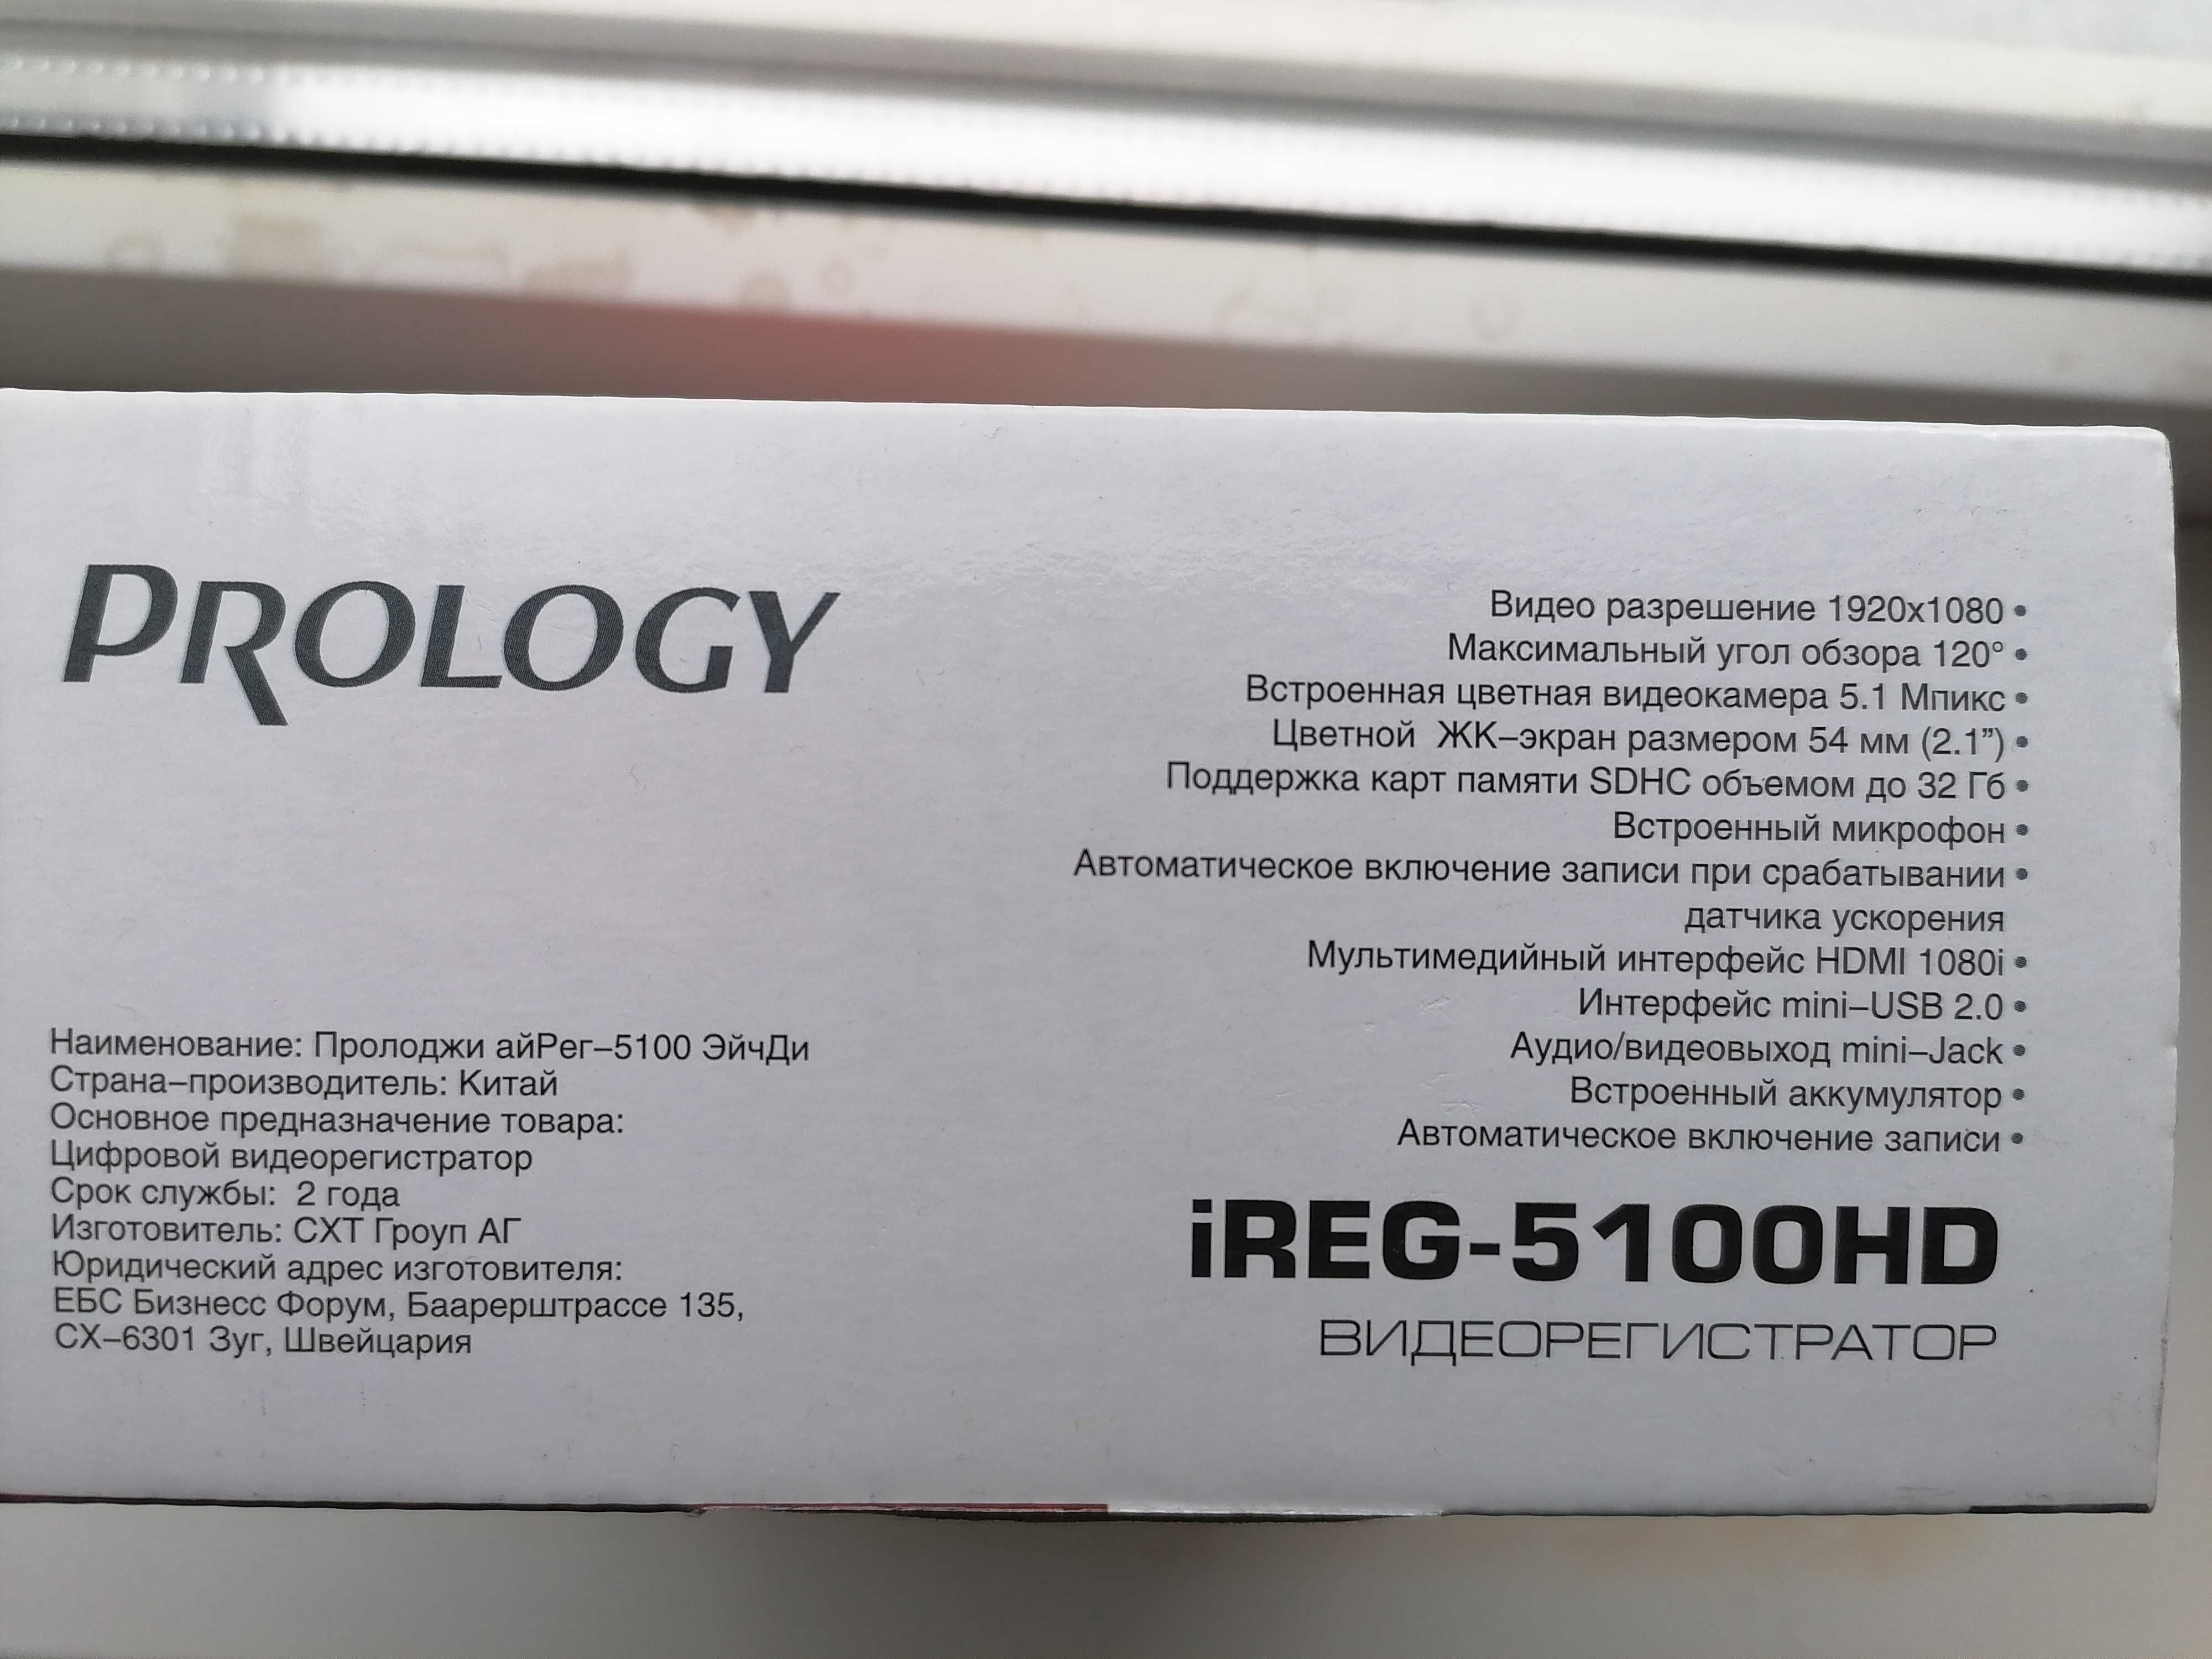 PROLOGY
Наименование: Пролоджи айРег–5100 ЭйчДи
Страна–производитель: Китай
Основное предназначение товара:
Цифровой видеорегистратор
Срок службы: 2 года
Изготовитель: СХТ Гроуп АГ
Юридический адрес изготовителя:
ЕБС Бизнесс Форум, Баарерштрассе 135,
СХ–6301 Зуг, Швейцария
Видео разрешение 1920x1080 •
Максимальный угол обзора 120° •
Встроенная цветная видеокамера 5.1 Мпикс •
Цветной ЖК–экран размером 54 мм (2.1”) •
Поддержка карт памяти SDHC объемом до 32 Гб •
Встроенный микрофон •
Автоматическое включение записи при срабатывании •
датчика ускорения
Мультимедийный интерфейс HDMI 1080i •
Интерфейс mini–USB 2.0 •
Аудио/видеовыход mini–Jack •
Встроенный аккумулятор •
Автоматическое включение записи •
iREG-5100HD
ВИДЕОРЕГИСТРАТОР